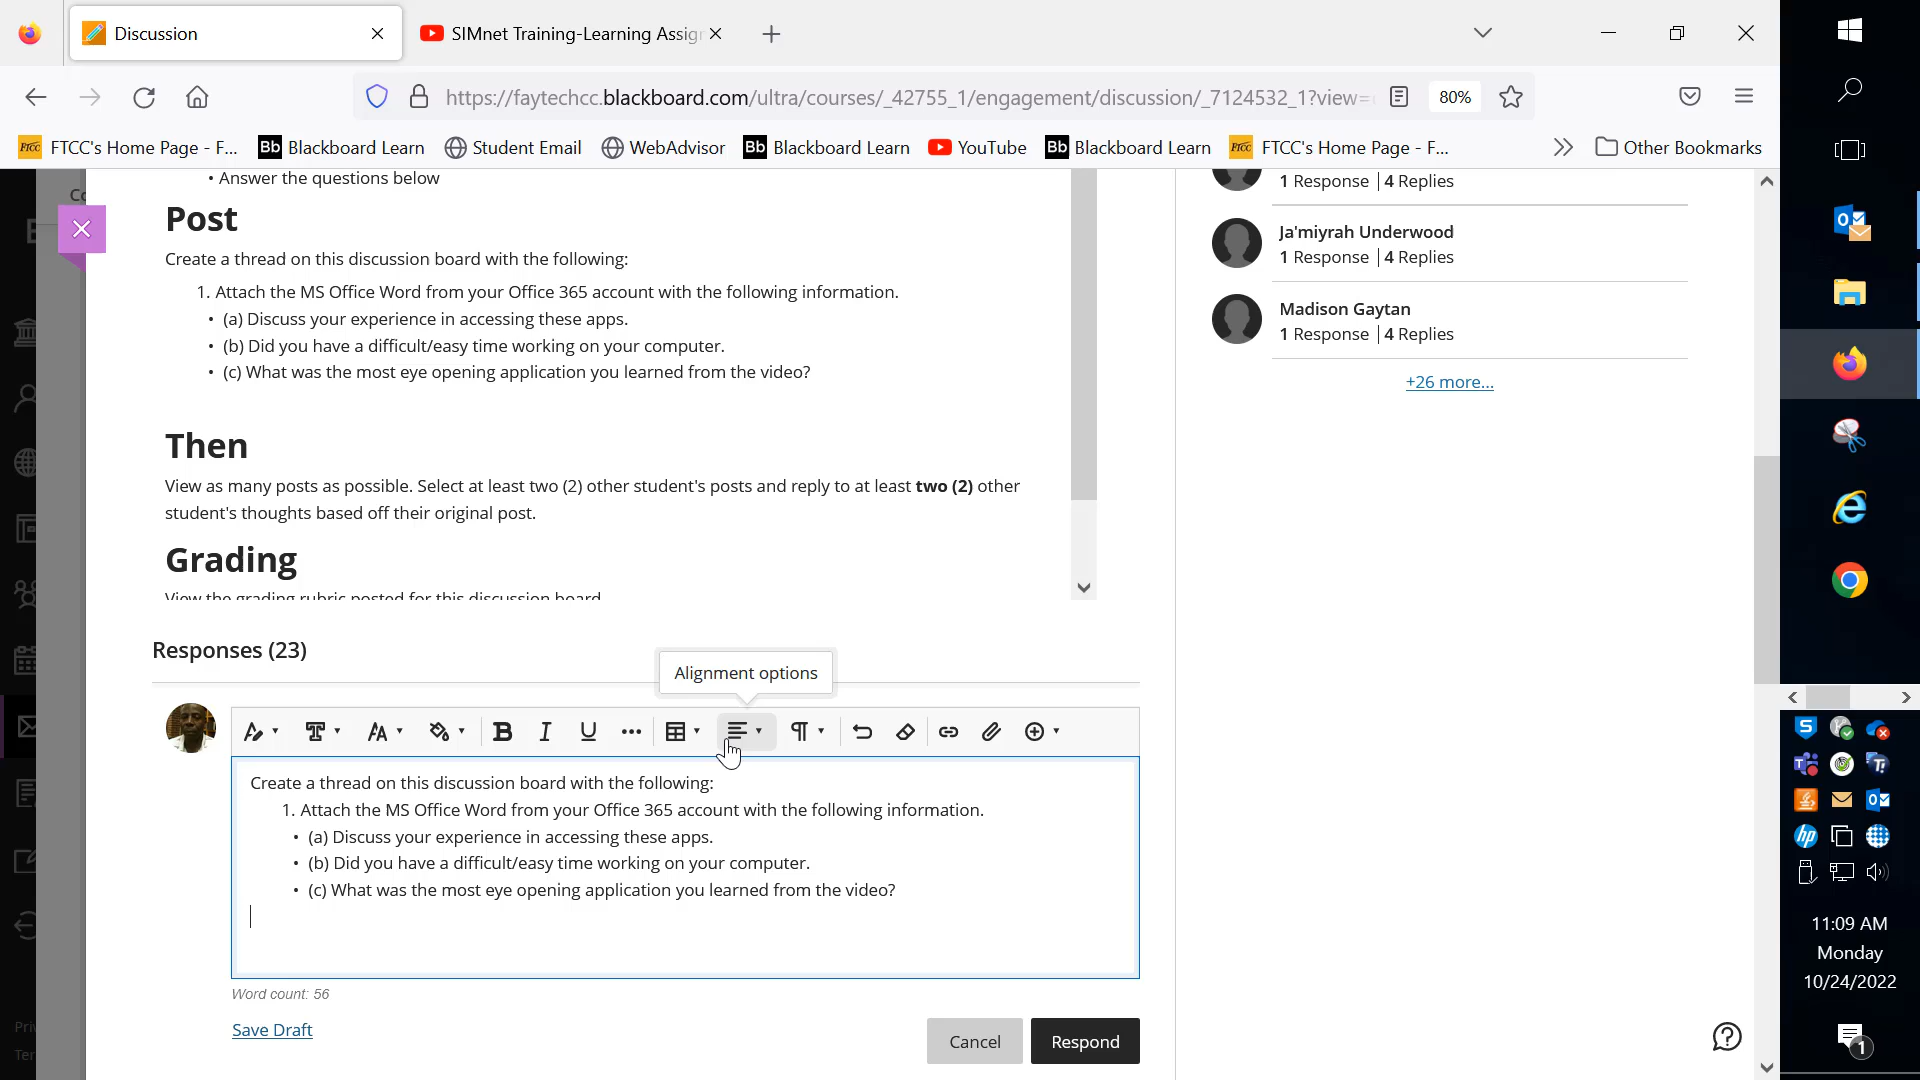 Discussion
SIMnet Training-Learning Assig
https://faytechcc.blackboard.com/ultra/courses/_42755_1/engagement/discussion/_7124532_1?view=
80%
FTCC's Home Page - F...
Blackboard Learn
Student Email
WebAdvisor
Blackboard Learn
YouTube
Blackboard Learn
FTCC's Home Page - F...
Other Bookmarks
• Answer the questions below
Post
Create a thread on this discussion board with the following:
1. Attach the MS Office Word from your Office 365 account with the following information.
• (a) Discuss your experience in accessing these apps.
• (b) Did you have a difficult/easy time working on your computer.
• (c) What was the most eye opening application you learned from the video?
Then
View as many posts as possible. Select at least two (2) other student's posts and reply to at least two (2) other
student's thoughts based off their original post.
Grading
View the grading rubric posted for this discussion board
1 Response | 4 Replies
Ja'miyrah Underwood
1 Response | 4 Replies
Madison Gaytan
1 Response | 4 Replies
+26 more...
Responses (23)
Alignment options
Create a thread on this discussion board with the following:
1. Attach the MS Office Word from your Office 365 account with the following information.
• (a) Discuss your experience in accessing these apps.
• (b) Did you have a difficult/easy time working on your computer.
• (c) What was the most eye opening application you learned from the video?
Word count: 56
Save Draft
Cancel
Respond
11:09 AM
Monday
10/24/2022
1